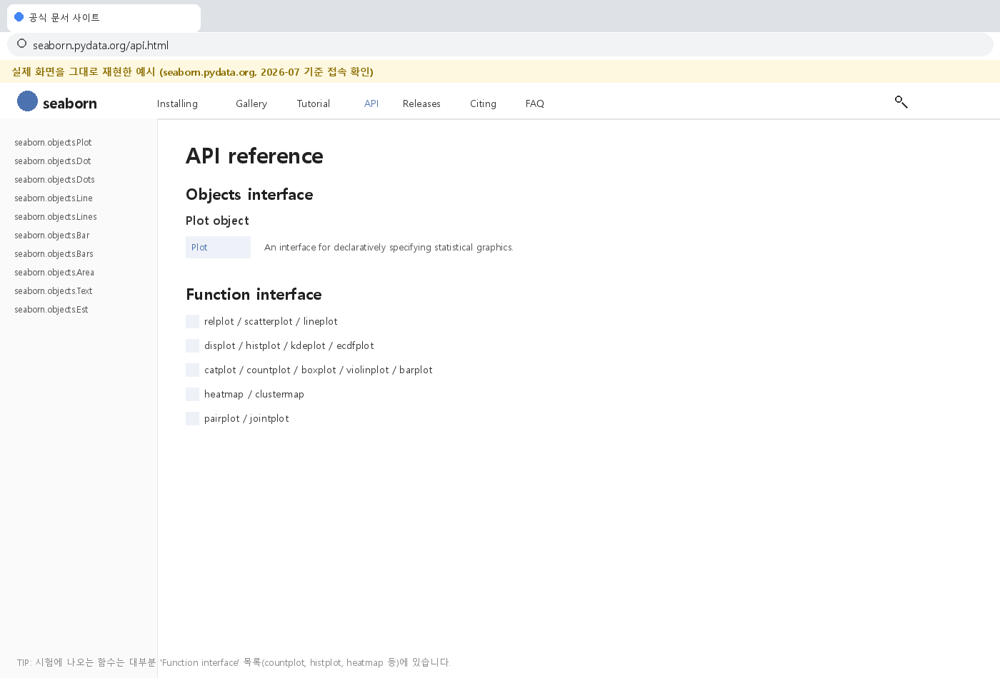 공식 문서 사이트
seaborn.pydata.org/api.html
실제 화면을 그대로 재현한 예시 (seaborn.pydata.org, 2026-07 기준 접속 확인)
seaborn Installing Gallery Tutorial API Releases Citing FAQ
seaborn.objects.Plot
seaborn.objects.Dot
seaborn.objects.Dots
seaborn.objects.Line
seaborn.objects.Lines
seaborn.objects.Bar
seaborn.objects.Bars
seaborn.objects.Area
seaborn.objects.Text
seaborn.objects.Est
API reference
Objects interface
Plot object
Plot An interface for declaratively specifying statistical graphics.
Function interface
relplot / scatterplot / lineplot
displot / histplot / kdeplot / ecdfplot
catplot / countplot / boxplot / violinplot / barplot
heatmap / clustermap
pairplot / jointplot
TIP: 시험에 나오는 함수는 대부분 'Function interface' 목록(countplot, histplot, heatmap 등)에 있습니다.